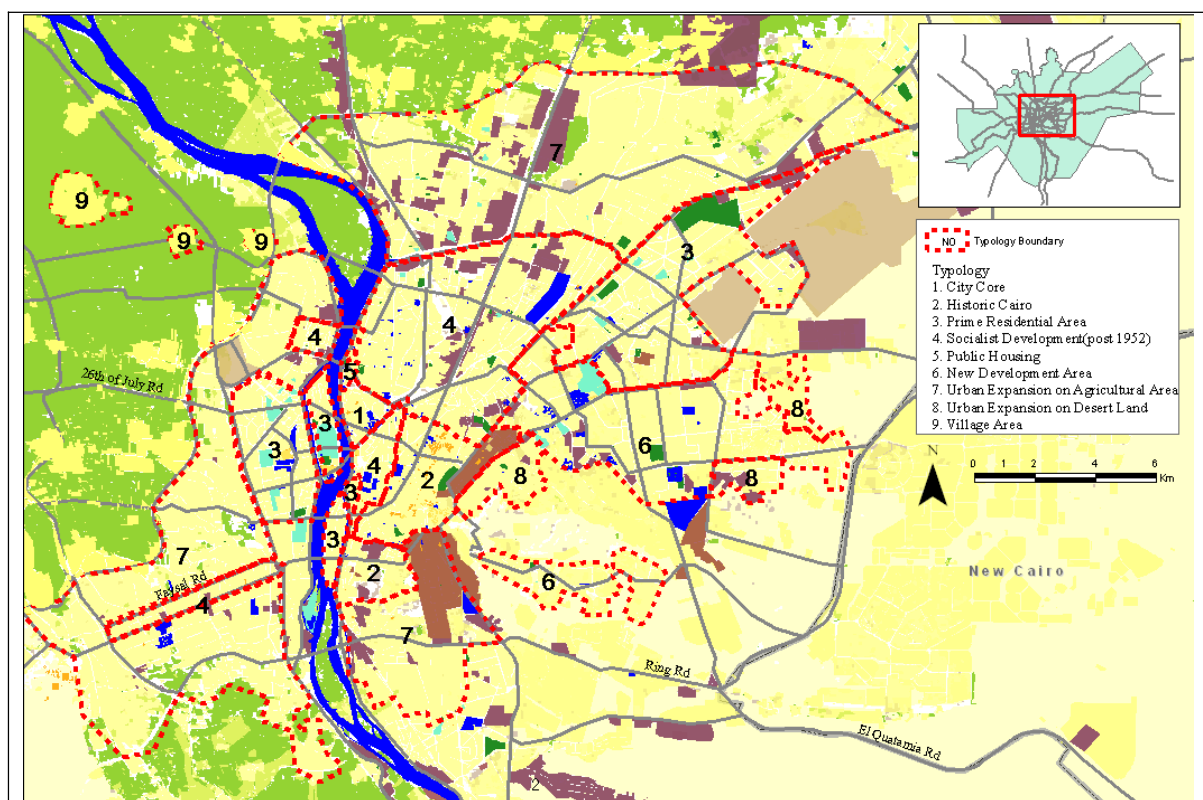 7
9
9
9
3
4
4
26th of July Rd
5
1
3
3
8
6
4
2
8
8
3
7
3
Faysal Rd
4
2
6
7
New Cairo
Ring Rd
El Quatamia Rd
2
NO Typology Boundary
Typology
1. City Core
2. Historic Cairo
3. Prime Residential Area
4. Socialist Development(post 1952)
5. Public Housing
6. New Development Area
7. Urban Expansion on Agricultural Area
8. Urban Expansion on Desert Land
9. Village Area
N
0 1 2 4 6
Km